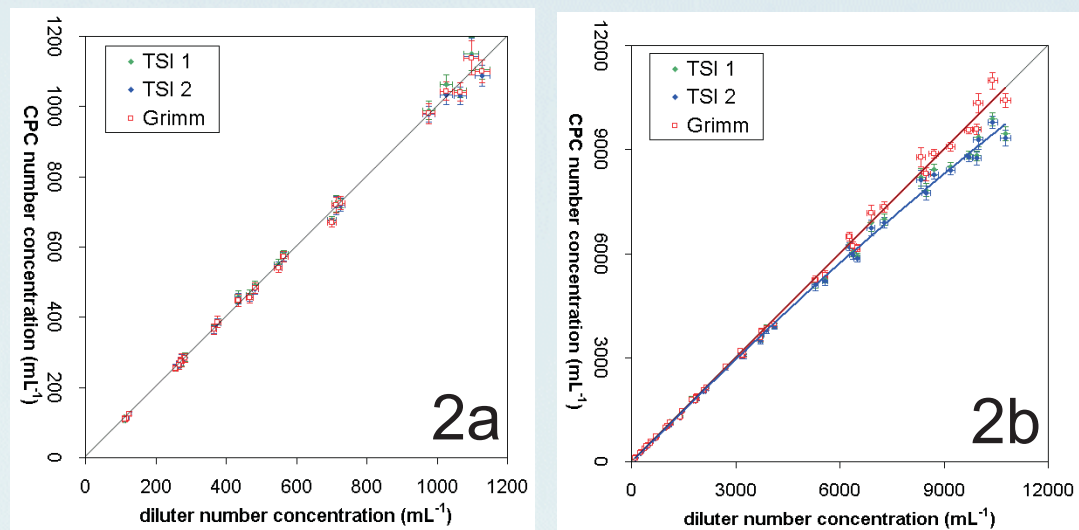 TSI 1
TSI 2
Grimm
CPC number concentration (mL⁻¹)
1200
1000
800
600
400
200
0
0 200 400 600 800 1000 1200
diluter number concentration (mL⁻¹)
2a
TSI 1
TSI 2
Grimm
CPC number concentration (mL⁻¹)
12000
9000
6000
3000
0
0 3000 6000 9000 12000
diluter number concentration (mL⁻¹)
2b